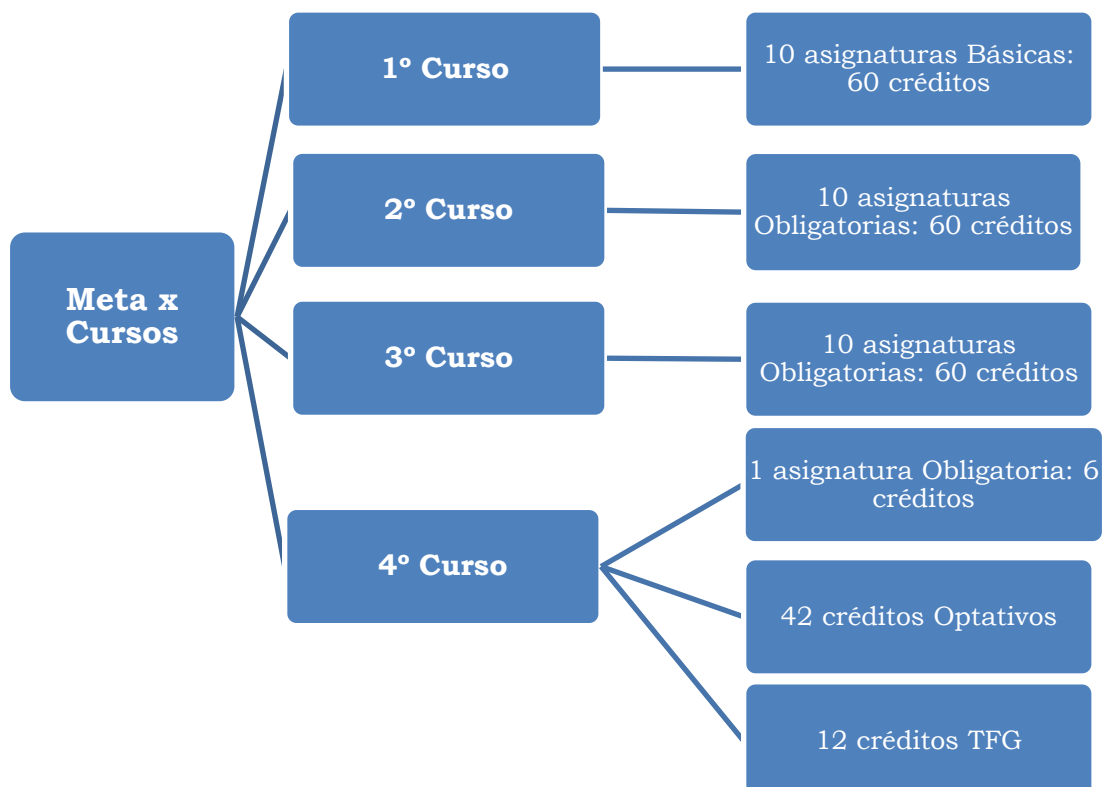 Meta x
Cursos
1º Curso
10 asignaturas Básicas:
60 créditos
2º Curso
10 asignaturas
Obligatorias: 60 créditos
3º Curso
10 asignaturas
Obligatorias: 60 créditos
4º Curso
1 asignatura Obligatoria: 6
créditos
42 créditos Optativos
12 créditos TFG